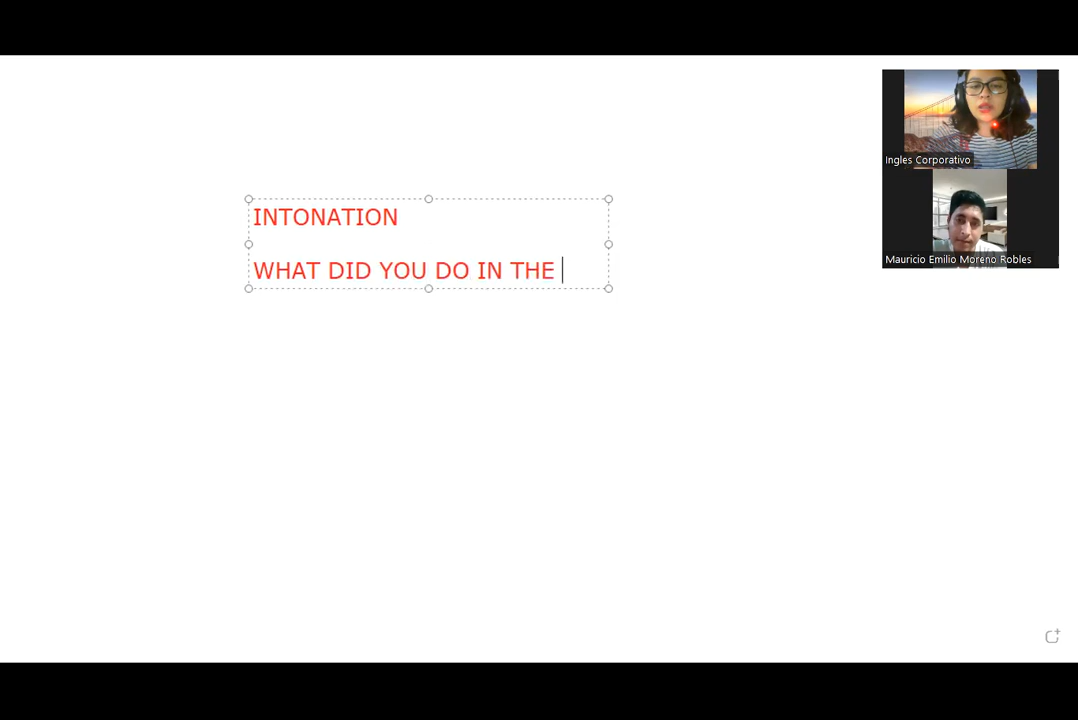 INTONATION
WHAT DID YOU DO IN THE
Ingles Corporativo
Mauricio Emilio Moreno Robles